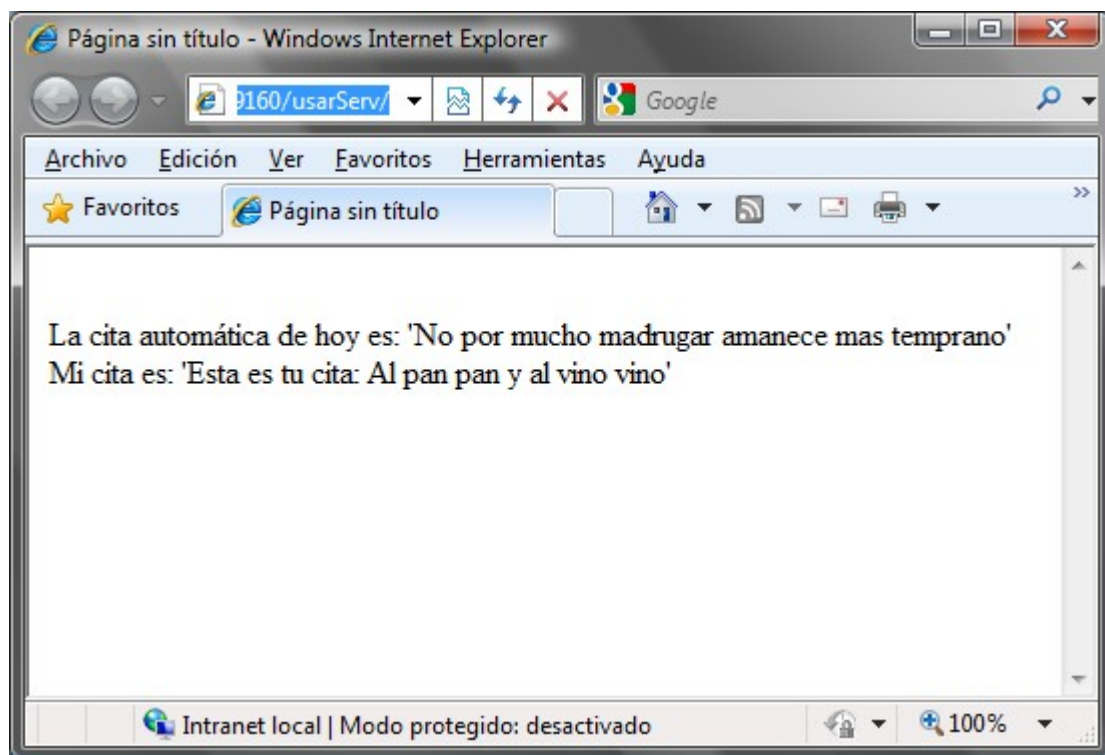 Página sin título - Windows Internet Explorer
9160/usarServ/ Google
Archivo Edición Ver Favoritos Herramientas Ayuda
Favoritos Página sin título »
La cita automática de hoy es: 'No por mucho madrugar amanece mas temprano'
Mi cita es: 'Esta es tu cita: Al pan pan y al vino vino'
Intranet local | Modo protegido: desactivado 100%